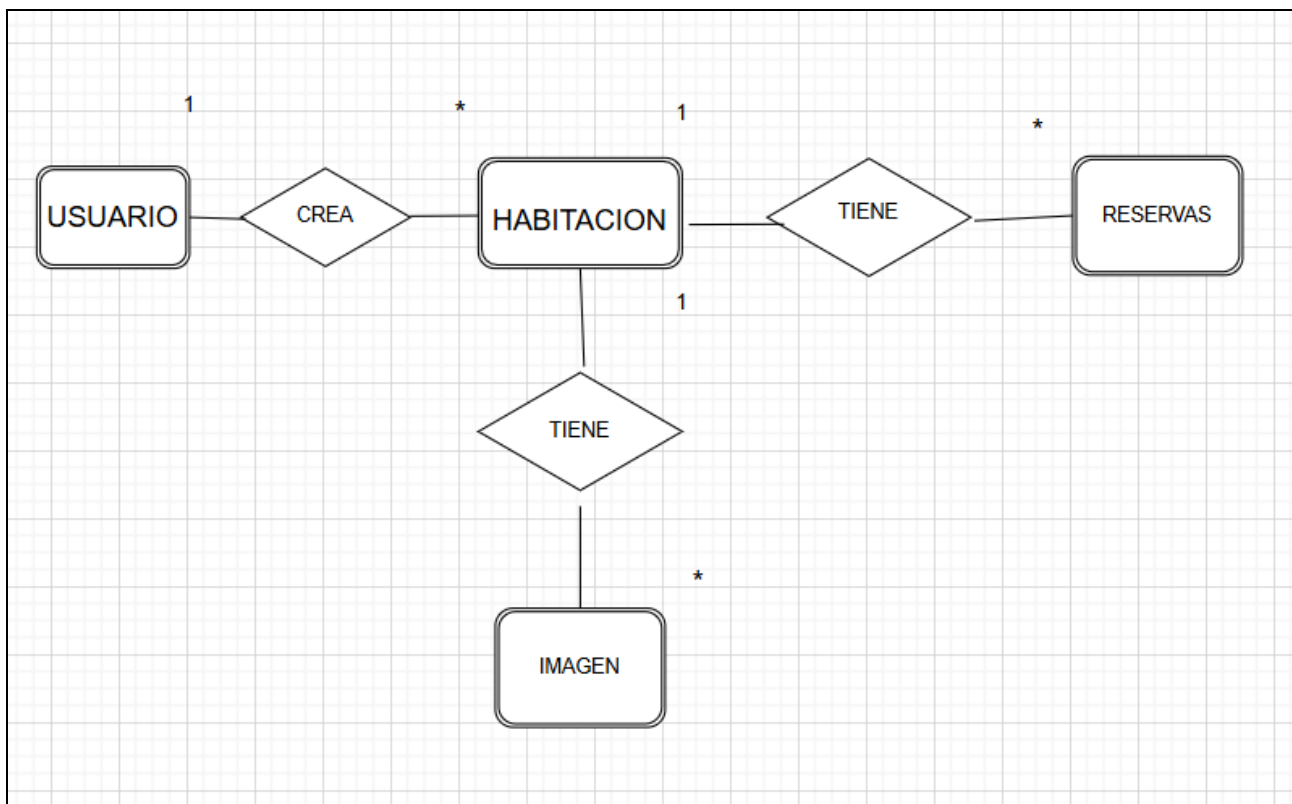 1
*
1
*
USUARIO
CREA
HABITACION
TIENE
RESERVAS
1
TIENE
*
IMAGEN